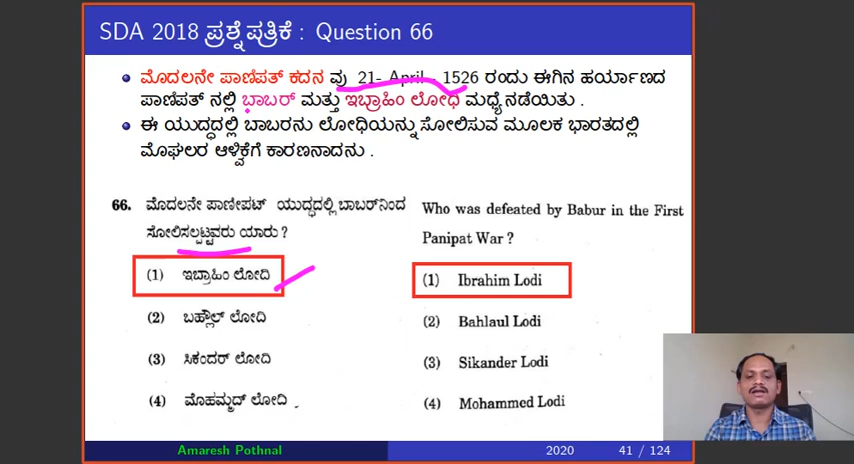 SDA 2018 ಪ್ರಶ್ನೆಪತ್ರಿಕೆ : Question 66
ಮೊದಲನೇ ಪಾಣಿಪತ್ ಕದನ ವು 21- April - 1526 ರಂದು ಈಗಿನ ಹರ್ಯಾಣದ
ಪಾಣಿಪತ್ ನಲ್ಲಿ ಬಾಬರ್ ಮತ್ತು ಇಬ್ರಾಹಿಂ ಲೋಧಿ ಮಧ್ಯೆ ನಡೆಯಿತು .
ಈ ಯುದ್ಧದಲ್ಲಿ ಬಾಬರನು ಲೋಧಿಯನ್ನು ಸೋಲಿಸುವ ಮೂಲಕ ಭಾರತದಲ್ಲಿ
ಮೊಘಲರ ಆಳ್ವಿಕೆಗೆ ಕಾರಣನಾದನು .
66. ಮೊದಲನೇ ಪಾಣೀಪಟ್ ಯುದ್ಧದಲ್ಲಿ ಬಾಬರ್‌ನಿಂದ
ಸೋಲಿಸಲ್ಪಟ್ಟವರು ಯಾರು ?
(1) ಇಬ್ರಾಹಿಂ ಲೋದಿ
(2) ಬಹ್ಲೌಲ್ ಲೋದಿ
(3) ಸಿಕಂದರ್ ಲೋದಿ
(4) ಮೊಹಮ್ಮದ್ ಲೋದಿ
Who was defeated by Babur in the First
Panipat War ?
(1) Ibrahim Lodi
(2) Bahlaul Lodi
(3) Sikander Lodi
(4) Mohammed Lodi
Amaresh Pothnal 2020 41 / 124